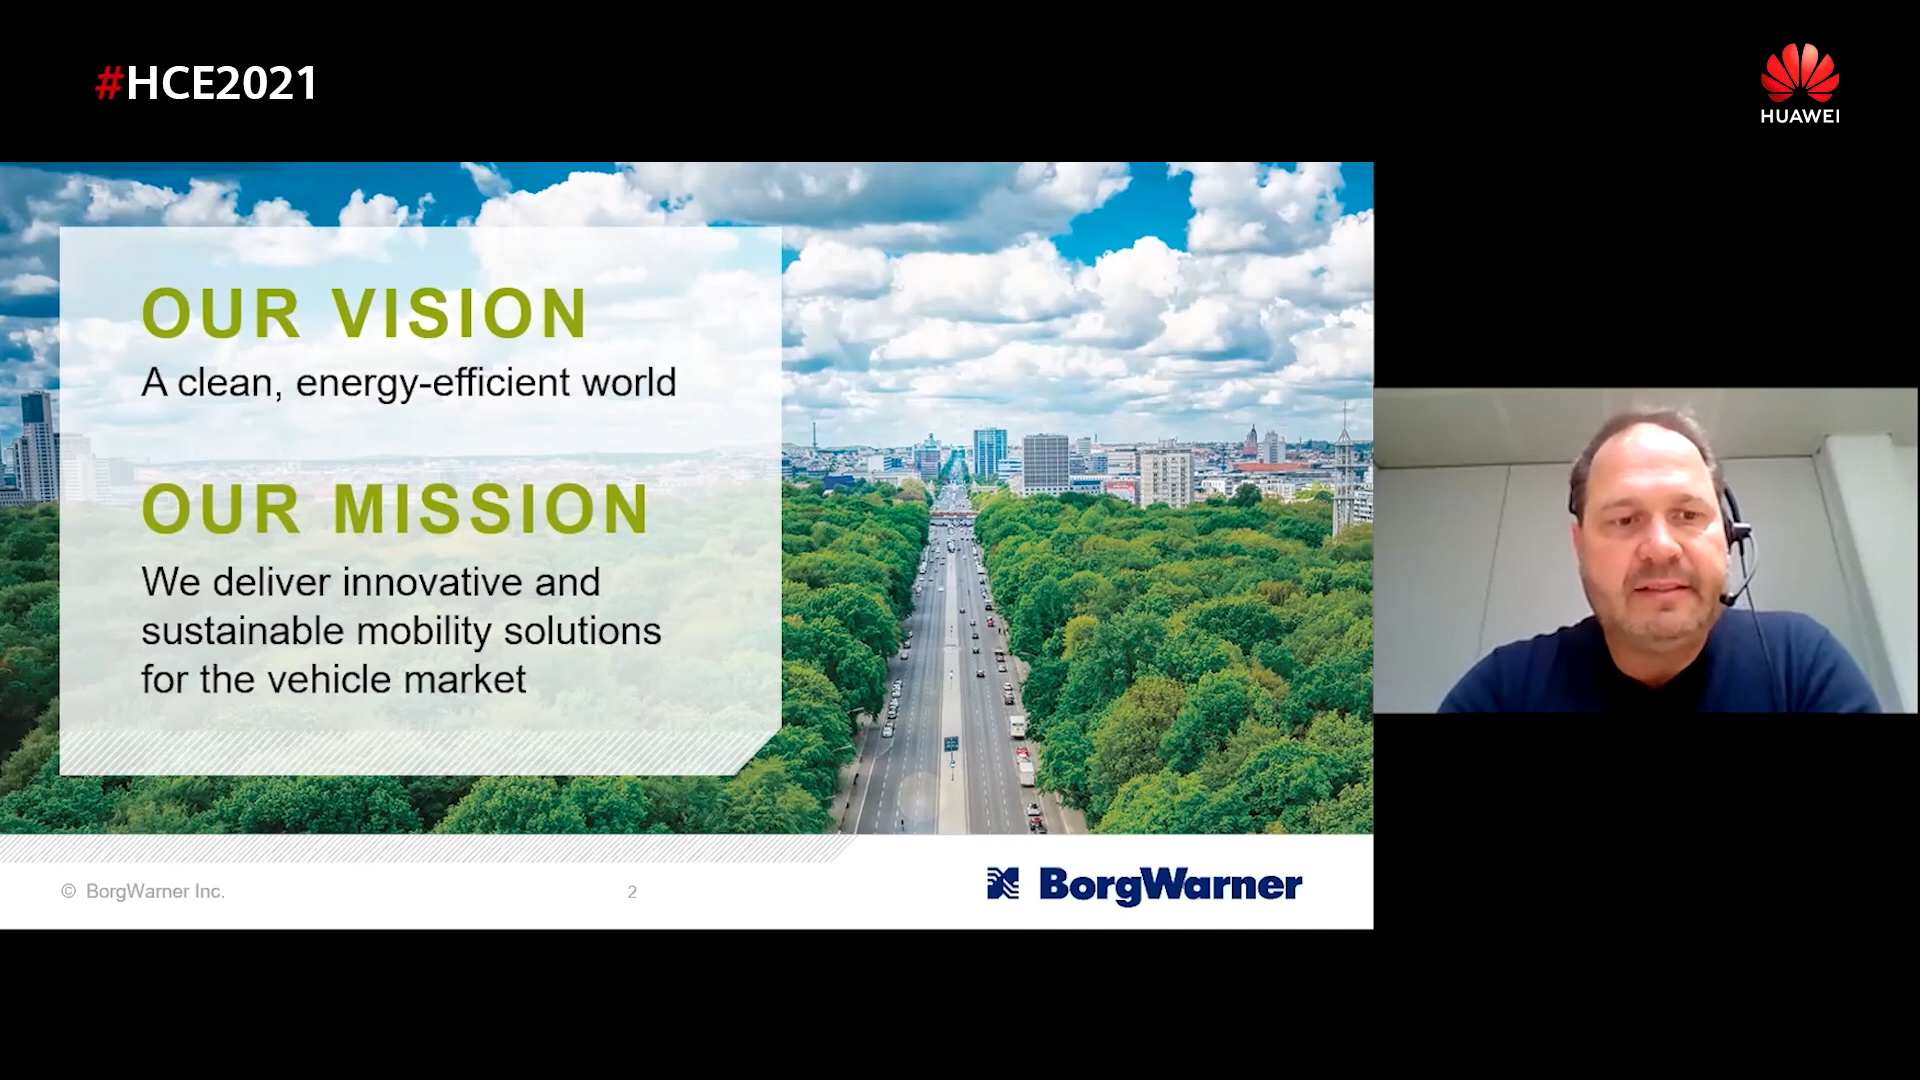 #HCE2021
HUAWEI
OUR VISION
A clean, energy-efficient world
OUR MISSION
We deliver innovative and
sustainable mobility solutions
for the vehicle market
© BorgWarner Inc.
2
BorgWarner